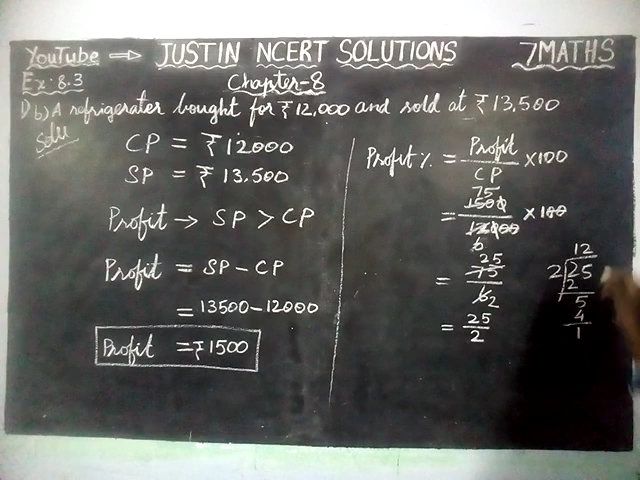 YouTube ⇒ JUSTIN NCERT SOLUTIONS 7MATHS
Ex:8.3 Chapter-8
1) b) A refrigerater bought for ₹ 12,000 and sold at ₹ 13,500
Solu
CP = ₹ 12000
SP = ₹ 13,500
Profit → SP > CP
Profit = SP - CP
= 13500-12000
Profit = ₹ 1500
Profit % = Profit / CP × 100
75
= 1500 / 12000 × 100
6
25
= 75 / 6 2
= 25 / 2
12
2 25
2
5
4
1